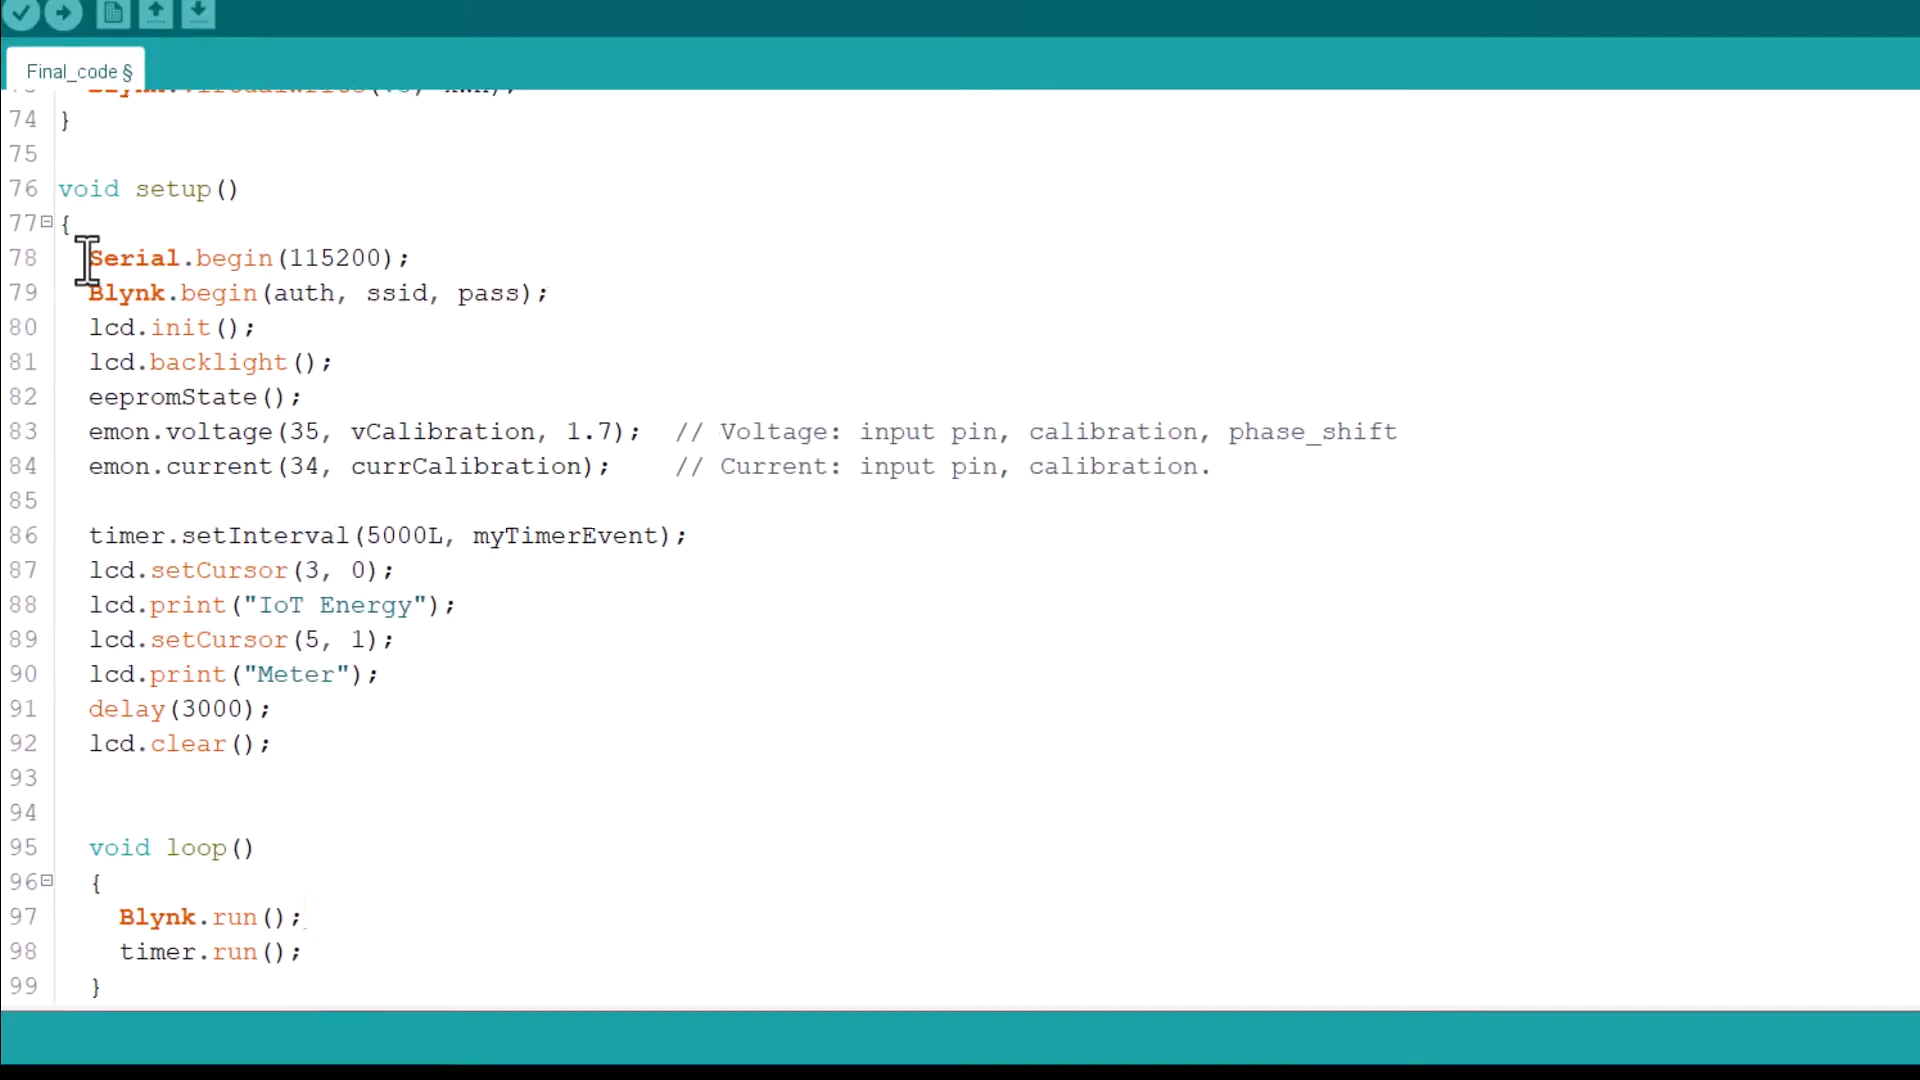 Final_code §
74 }
75
76 void setup()
77 {
78 Serial.begin(115200);
79 Blynk.begin(auth, ssid, pass);
80 lcd.init();
81 lcd.backlight();
82 eepromState();
83 emon.voltage(35, vCalibration, 1.7); // Voltage: input pin, calibration, phase_shift
84 emon.current(34, currCalibration); // Current: input pin, calibration.
85
86 timer.setInterval(5000L, myTimerEvent);
87 lcd.setCursor(3, 0);
88 lcd.print("IoT Energy");
89 lcd.setCursor(5, 1);
90 lcd.print("Meter");
91 delay(3000);
92 lcd.clear();
93
94
95 void loop()
96 {
97 Blynk.run();
98 timer.run();
99 }